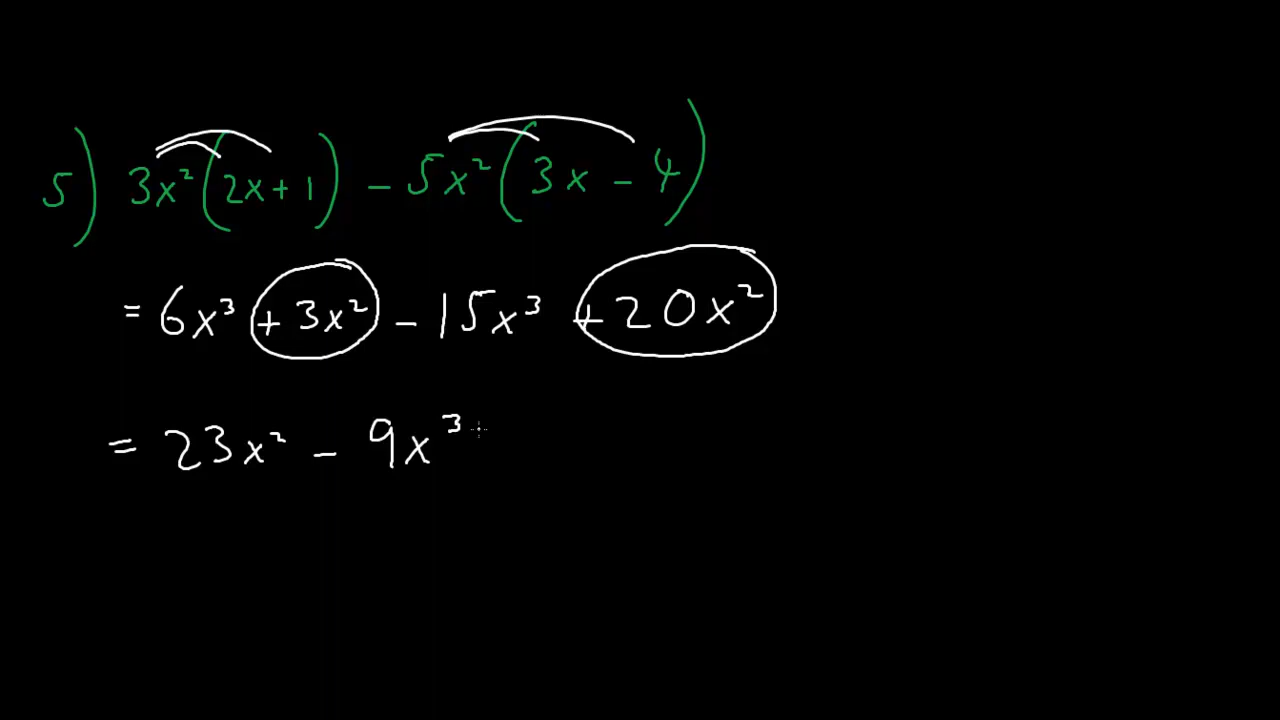 5) 3x²(2x+1) - 5x²(3x - 4)
= 6x³ + 3x² - 15x³ + 20x²
= 23x² - 9x³